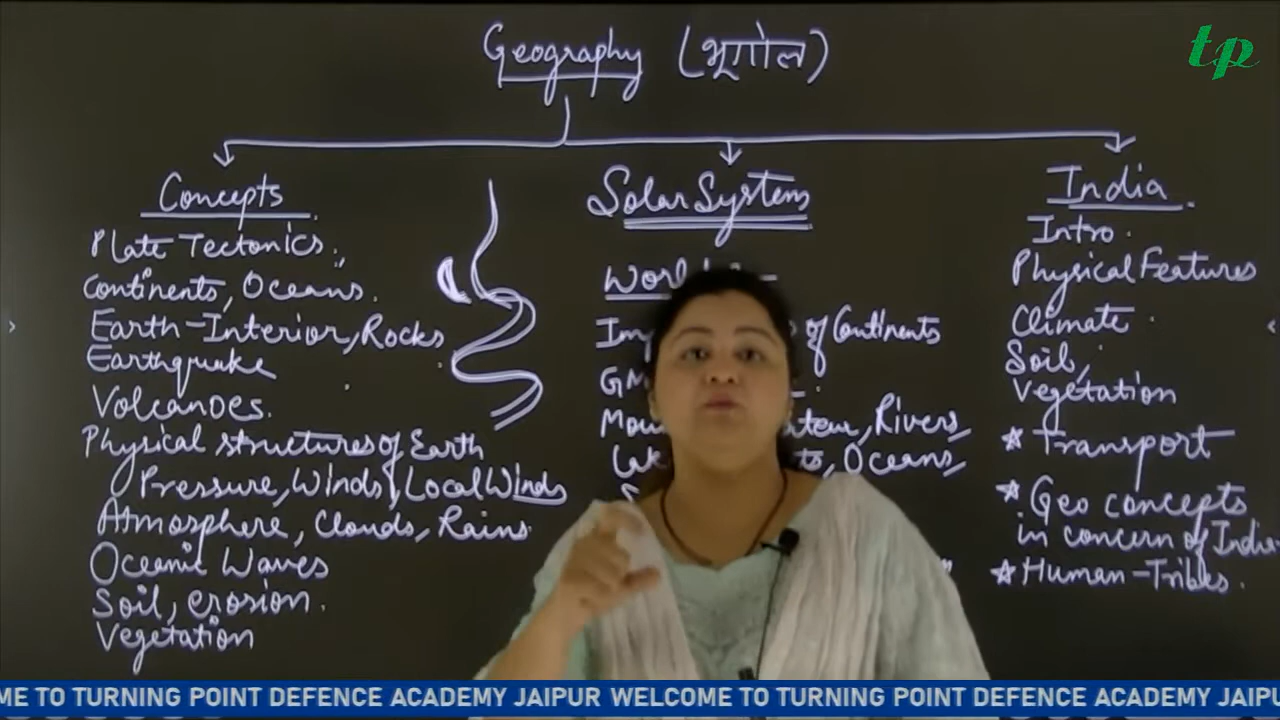 Geography (भूगोल)
tp
Concepts
Plate Tectonics.,
Continents, Oceans.
Earth-Interior, Rocks
Earthquake
Volcanoes.
Physical structures of Earth
Pressure, Winds, Local Winds
Atmosphere, Clouds, Rains
Oceanic Waves
Soil, erosion.
Vegetation
Solar System
of Continents
Rivers,
Oceans,
India
Intro.
Physical Features
Climate.
Soil,
Vegetation
★ Transport
★ Geo concepts
in concern of India
★ Human-Tribes.
ME TO TURNING POINT DEFENCE ACADEMY JAIPUR WELCOME TO TURNING POINT DEFENCE ACADEMY JAIPU